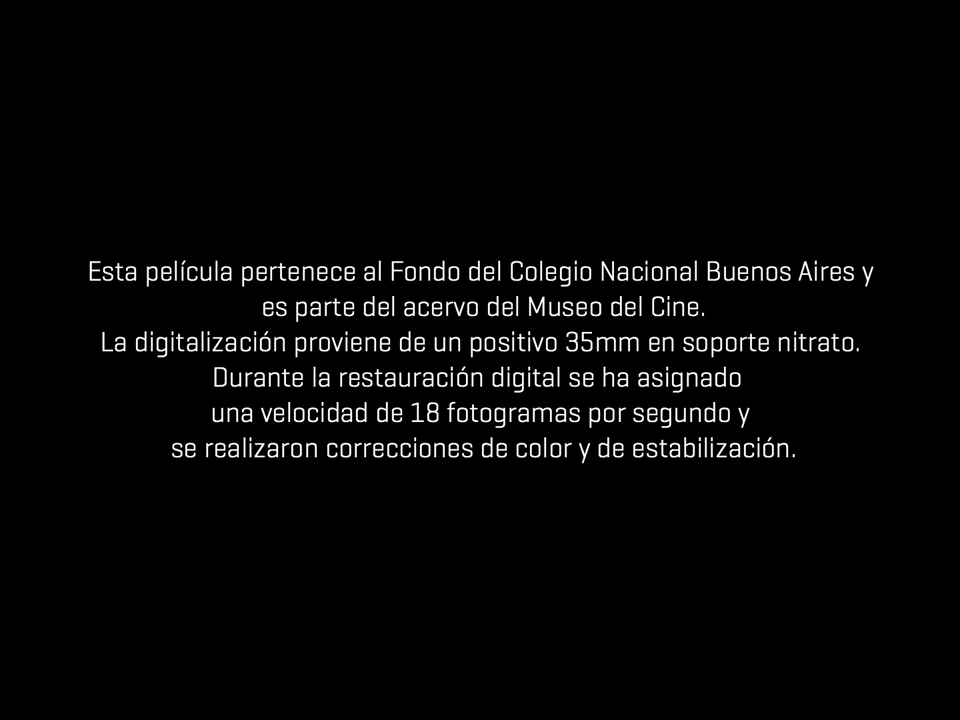 Esta película pertenece al Fondo del Colegio Nacional Buenos Aires y
es parte del acervo del Museo del Cine.
La digitalización proviene de un positivo 35mm en soporte nitrato.
Durante la restauración digital se ha asignado
una velocidad de 18 fotogramas por segundo y
se realizaron correcciones de color y de estabilización.